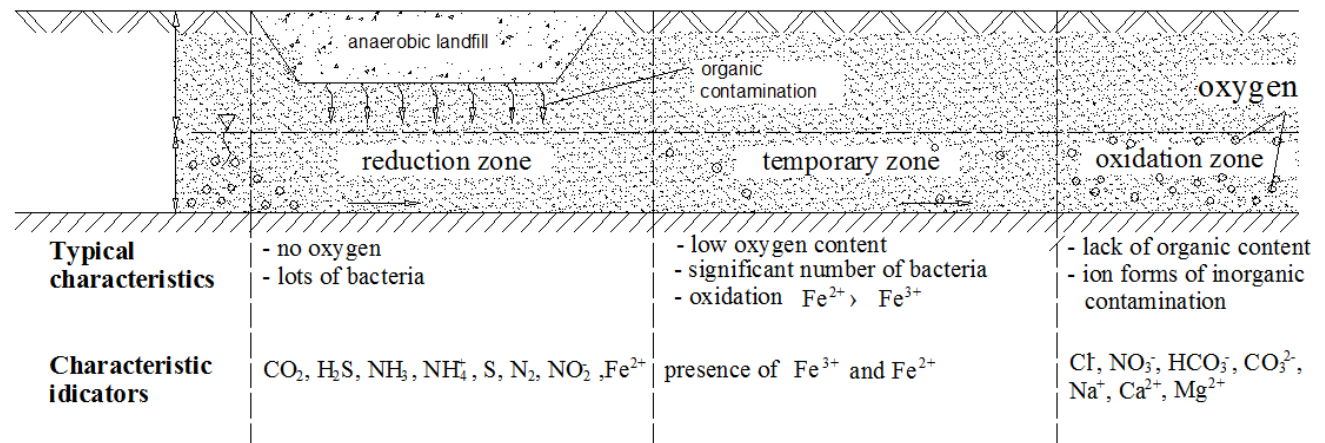 anaerobic landfill
organic
contamination
oxygen
reduction zone
temporary zone
oxidation zone
Typical
characteristics
- no oxygen
- lots of bacteria
- low oxygen content
- significant number of bacteria
- oxidation Fe²⁺ › Fe³⁺
- lack of organic content
- ion forms of inorganic
contamination
Characteristic
idicators
CO₂, H₂S, NH₃, NH₄⁺, S, N₂, NO₂⁻ ,Fe²⁺
presence of Fe³⁺ and Fe²⁺
Cl⁻, NO₃⁻, HCO₃⁻, CO₃²⁻,
Na⁺, Ca²⁺, Mg²⁺